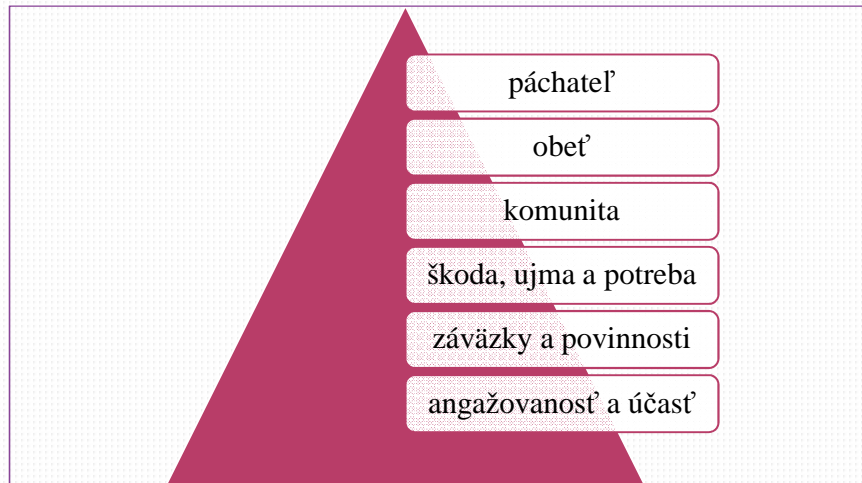 páchateľ
obeť
komunita
škoda, ujma a potreba
záväzky a povinnosti
angažovanosť a účasť